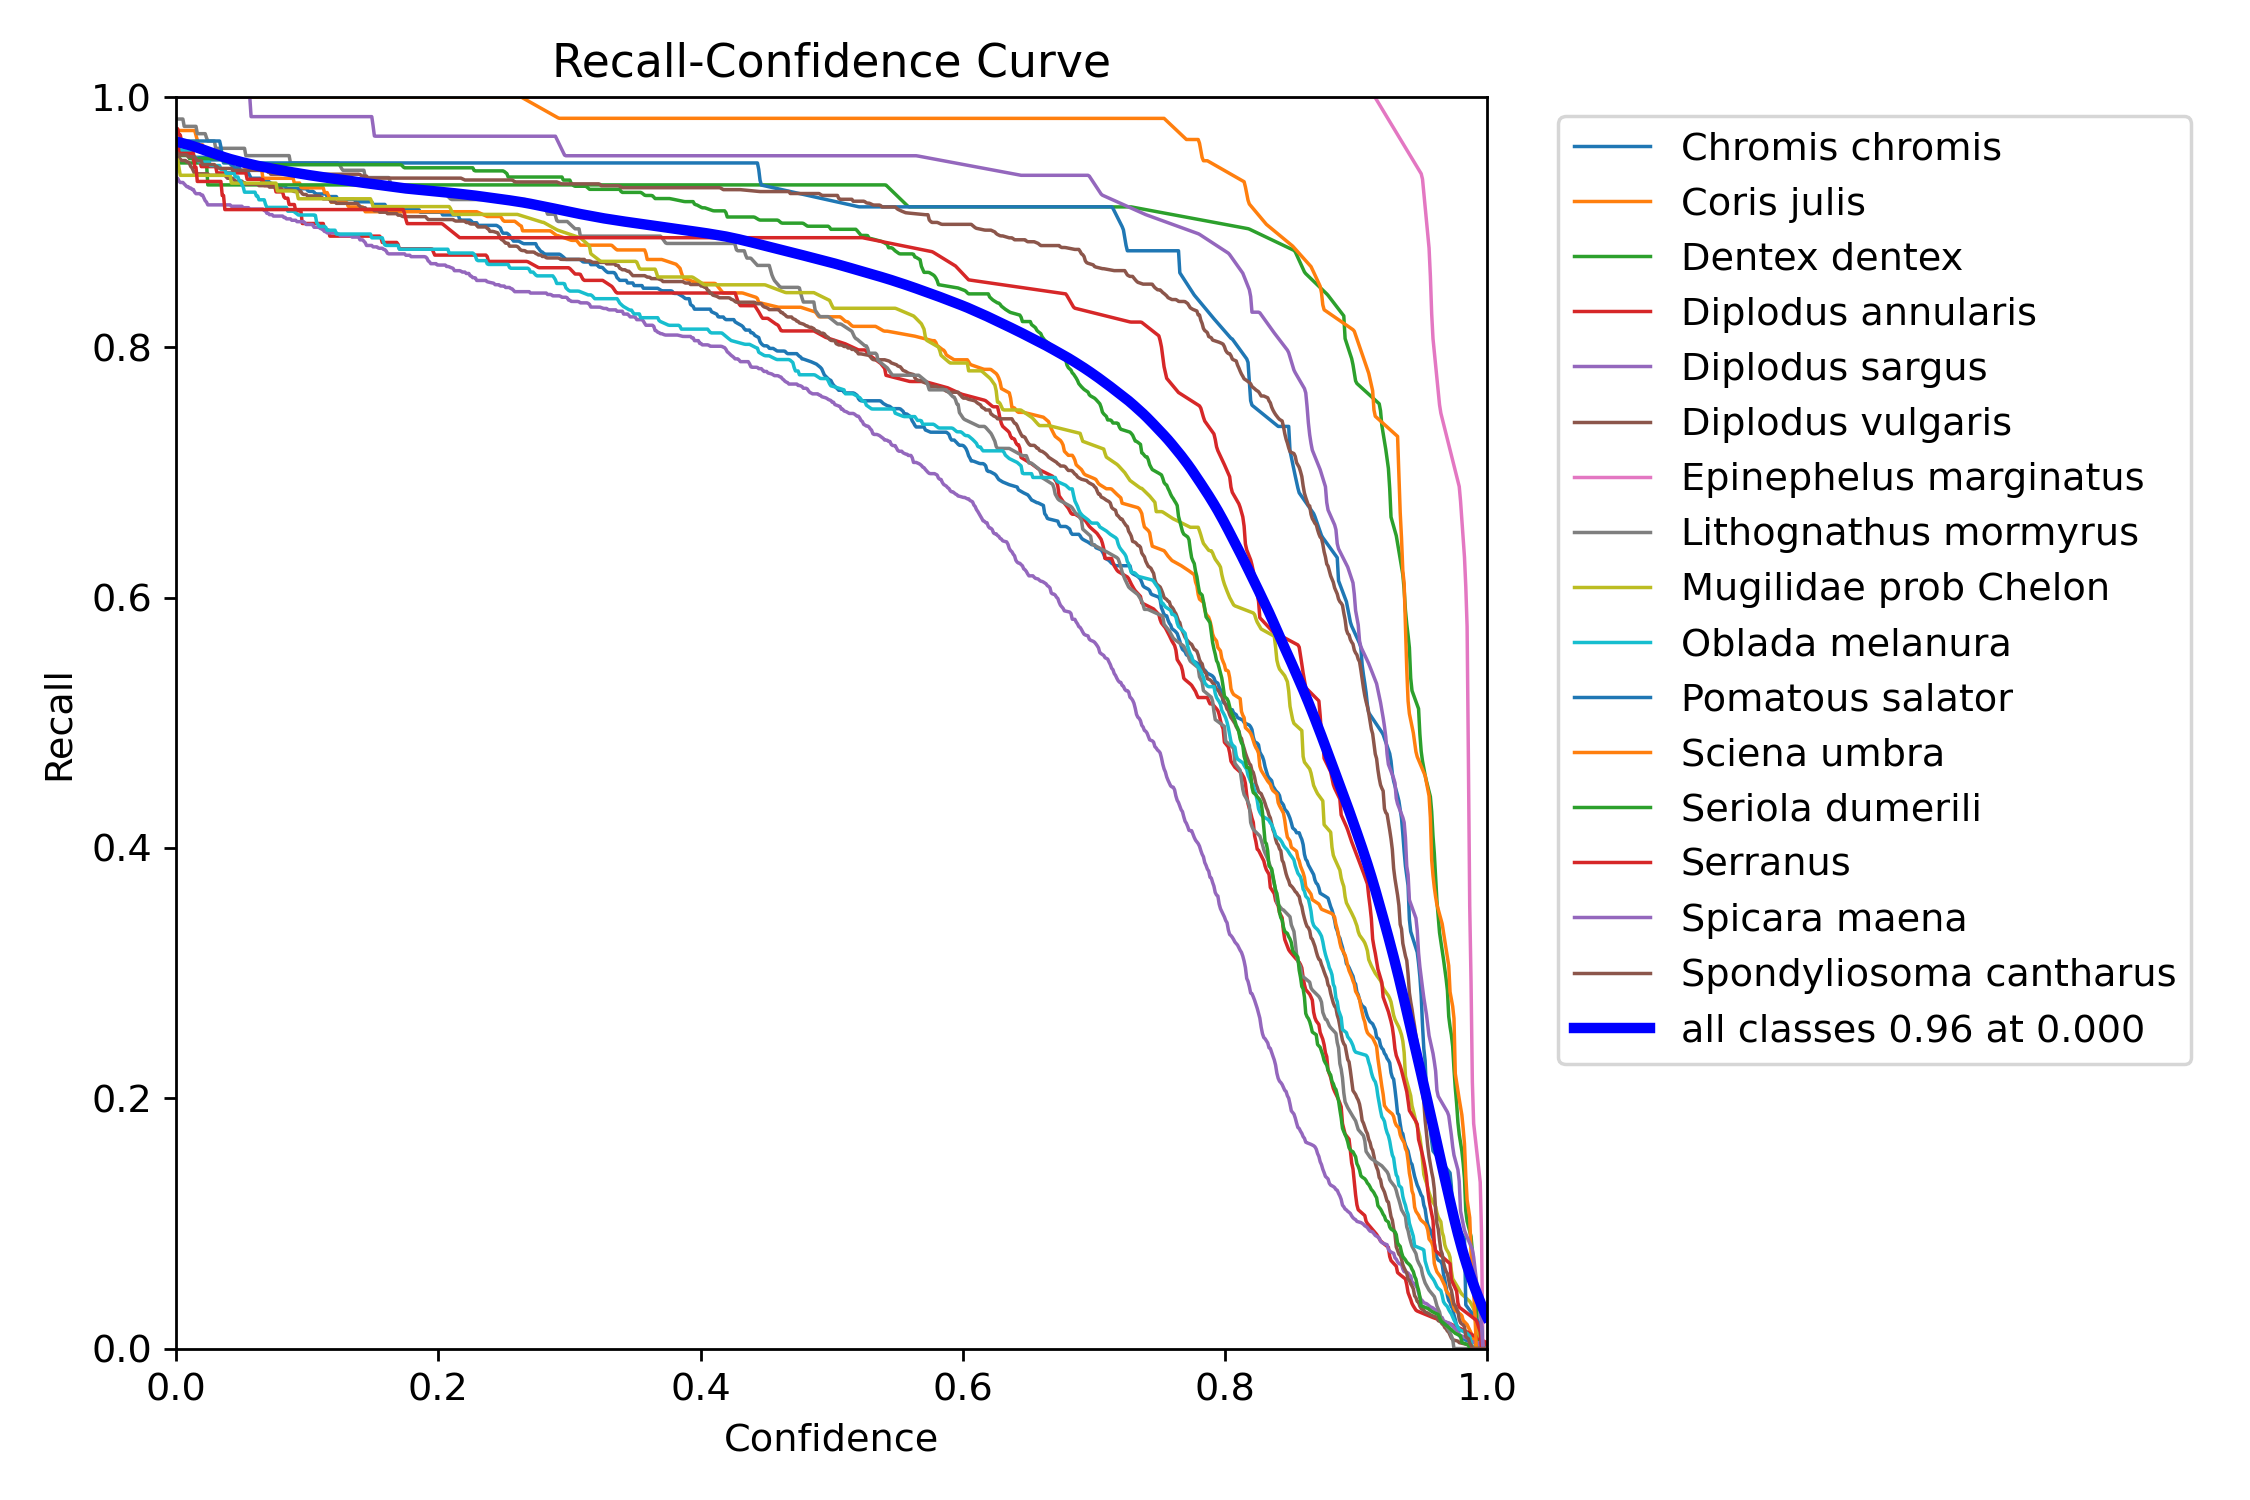 Recall-Confidence Curve
1.0
0.8
0.6
0.4
0.2
0.0
Recall
0.0 0.2 0.4 0.6 0.8 1.0
Confidence
Chromis chromis
Coris julis
Dentex dentex
Diplodus annularis
Diplodus sargus
Diplodus vulgaris
Epinephelus marginatus
Lithognathus mormyrus
Mugilidae prob Chelon
Oblada melanura
Pomatous salator
Sciena umbra
Seriola dumerili
Serranus
Spicara maena
Spondyliosoma cantharus
all classes 0.96 at 0.000